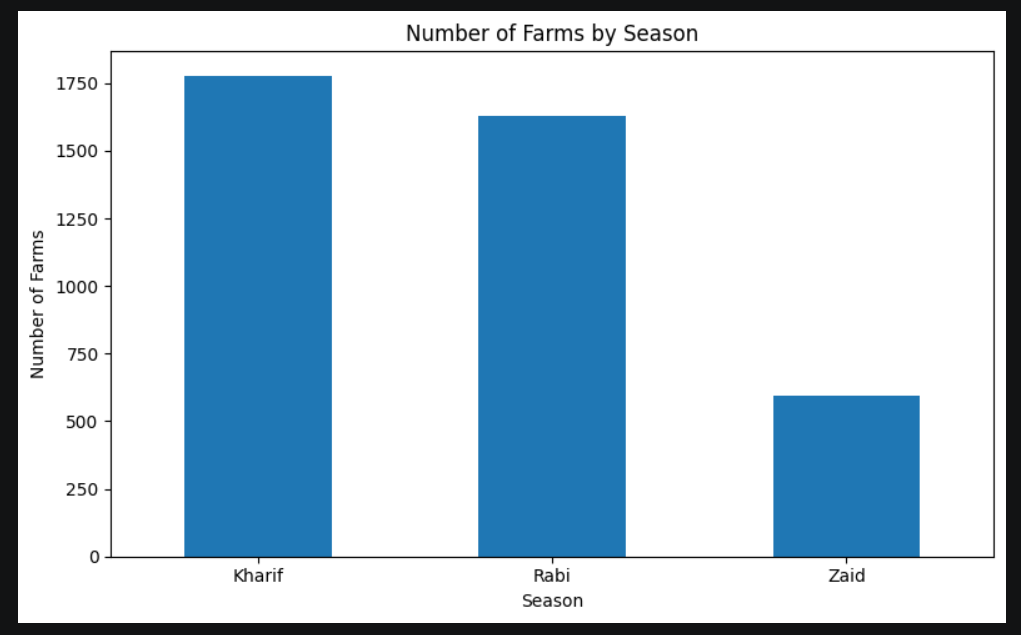 Number of Farms by Season
Number of Farms
1750
1500
1250
1000
750
500
250
0
Kharif Rabi Zaid
Season